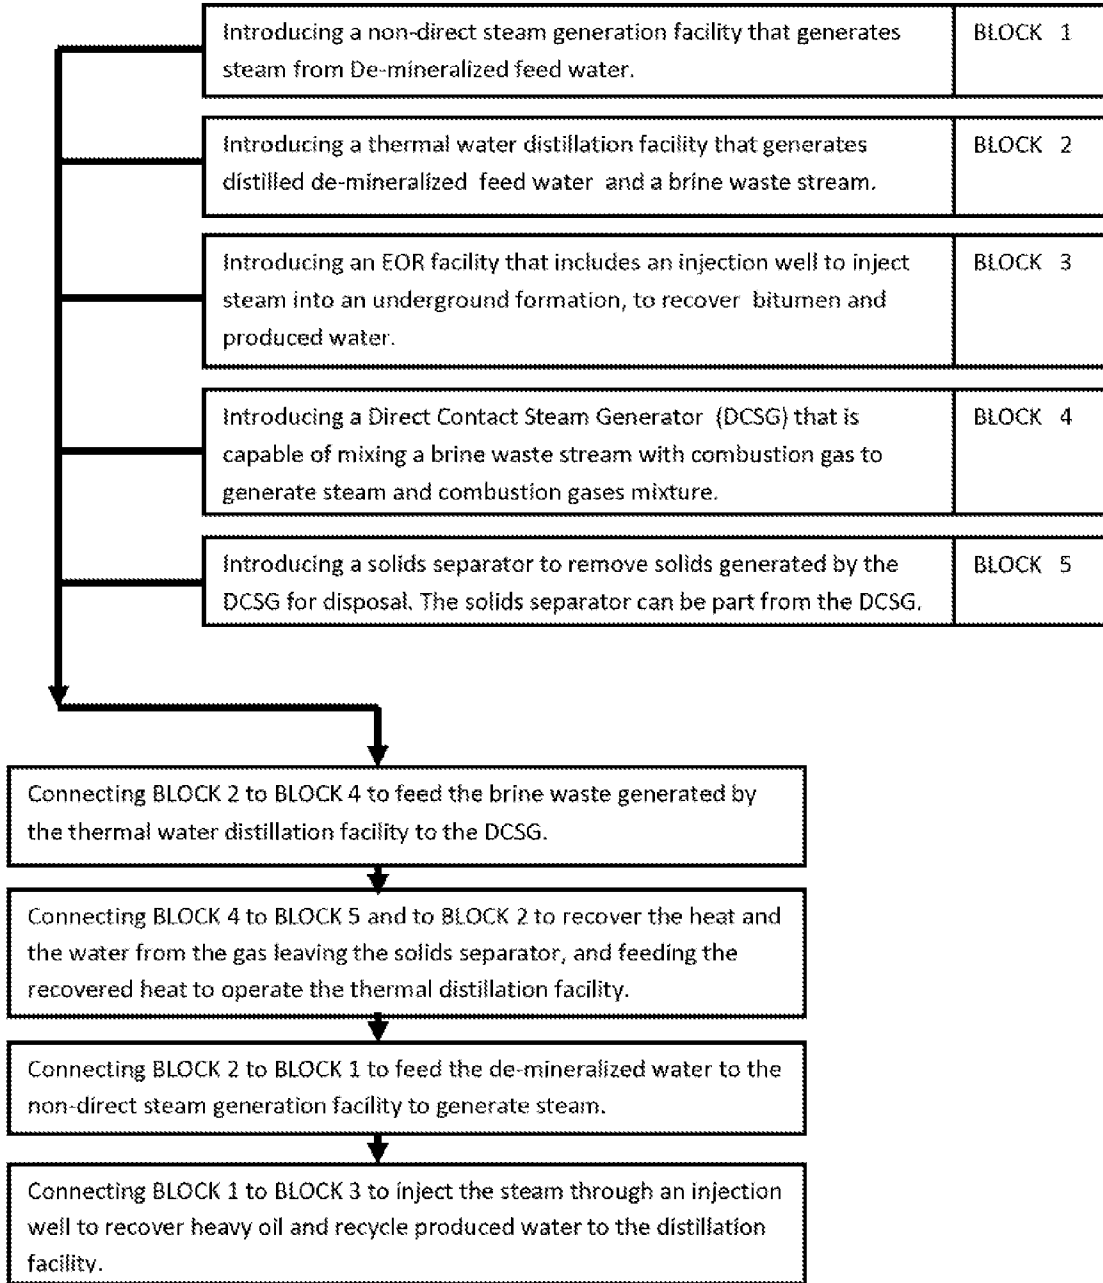 Introducing a non-direct steam generation facility that generates
steam from De-mineralized feed water.
BLOCK 1
Introducing a thermal water distillation facility that generates
distilled de-mineralized feed water and a brine waste stream.
BLOCK 2
Introducing an EOR facility that includes an injection well to inject
steam into an underground formation, to recover bitumen and
produced water.
BLOCK 3
Introducing a Direct Contact Steam Generator (DCSG) that is
capable of mixing a brine waste stream with combustion gas to
generate steam and combustion gases mixture.
BLOCK 4
Introducing a solids separator to remove solids generated by the
DCSG for disposal. The solids separator can be part from the DCSG.
BLOCK 5
Connecting BLOCK 2 to BLOCK 4 to feed the brine waste generated by
the thermal water distillation facility to the DCSG.
Connecting BLOCK 4 to BLOCK 5 and to BLOCK 2 to recover the heat and
the water from the gas leaving the solids separator, and feeding the
recovered heat to operate the thermal distillation facility.
Connecting BLOCK 2 to BLOCK 1 to feed the de-mineralized water to the
non-direct steam generation facility to generate steam.
Connecting BLOCK 1 to BLOCK 3 to inject the steam through an injection
well to recover heavy oil and recycle produced water to the distillation
facility.